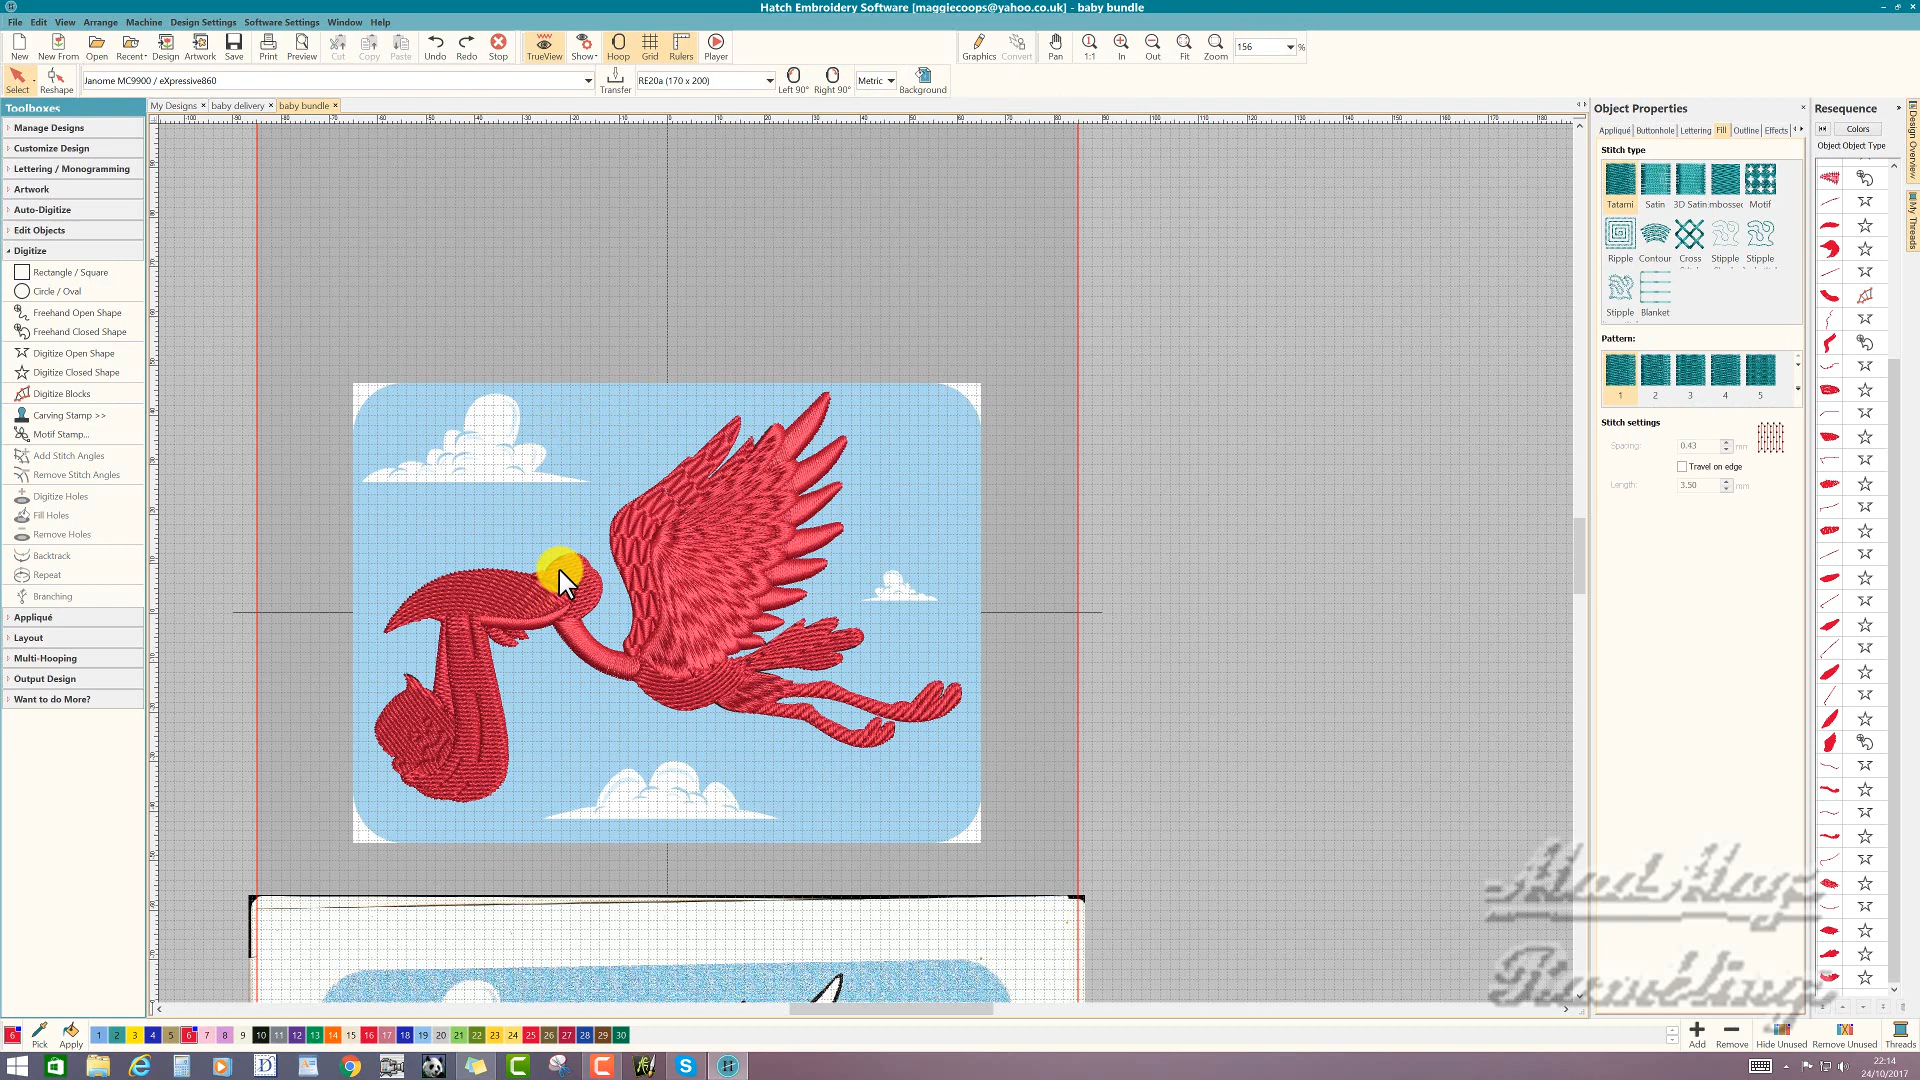 Hatch Embroidery Software [maggiecoops@yahoo.co.uk] - baby bundle
File Edit View Arrange Machine Design Settings Software Settings Window Help
New New From Open Recent Design Artwork Save Print Preview Cut Copy Paste Undo Redo Stop TrueView Show Hoop Grid Rulers Player Graphics Convert Pan 1:1 In Out Fit Zoom 156 %
Select Reshape Janome MC9900 / eXpressive860 Transfer RE20a (170 x 200) Left 90° Right 90° Metric Background
Toolboxes
My Designs × baby delivery × baby bundle ×
Manage Designs
Customize Design
Lettering / Monogramming
Artwork
Auto-Digitize
Edit Objects
Digitize
Rectangle / Square
Circle / Oval
Freehand Open Shape
Freehand Closed Shape
Digitize Open Shape
Digitize Closed Shape
Digitize Blocks
Carving Stamp >>
Motif Stamp...
Add Stitch Angles
Remove Stitch Angles
Digitize Holes
Fill Holes
Remove Holes
Backtrack
Repeat
Branching
Appliqué
Layout
Multi-Hooping
Output Design
Want to do More?
Object Properties
Appliqué Buttonhole Lettering Fill Outline Effects
Stitch type
Tatami Satin 3D Satin mbossec Motif
Ripple Contour Cross Stipple Stipple
Stipple Blanket
Pattern:
1 2 3 4 5
Stitch settings
Spacing: 0.43 mm
Travel on edge
Length: 3.50 mm
Resequence
Colors
Object Object Type
Design Overview
My Threads
Mad Mags
6 Pick Apply 1 2 3 4 5 6 7 8 9 10 11 12 13 14 15 16 17 18 19 20 21 22 23 24 25 26 27 28 29 30
Add Remove Hide Unused Remove Unused Threads
22:14
24/10/2017